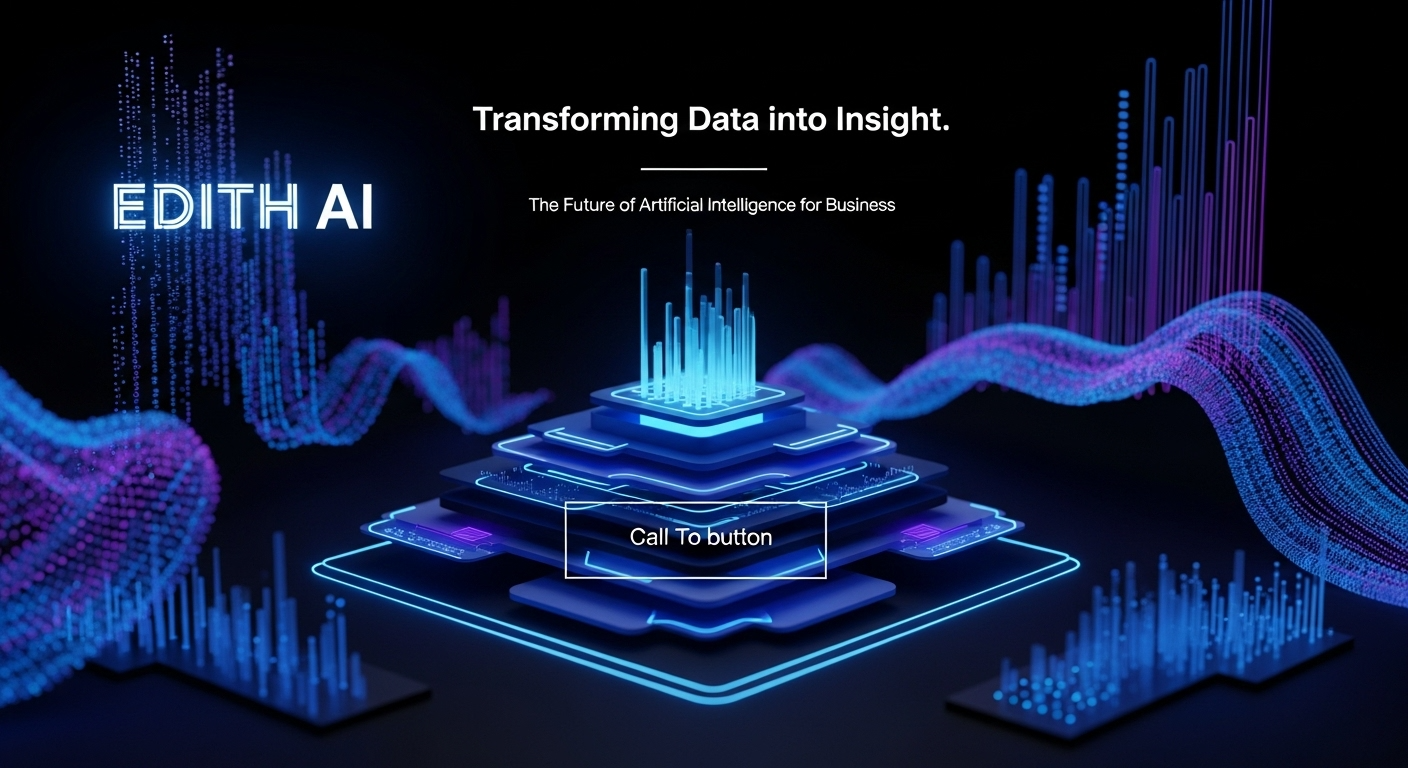 EDITH AI
Transforming Data into Insight.
The Future of Artificial Intelligence for Business
Call To button